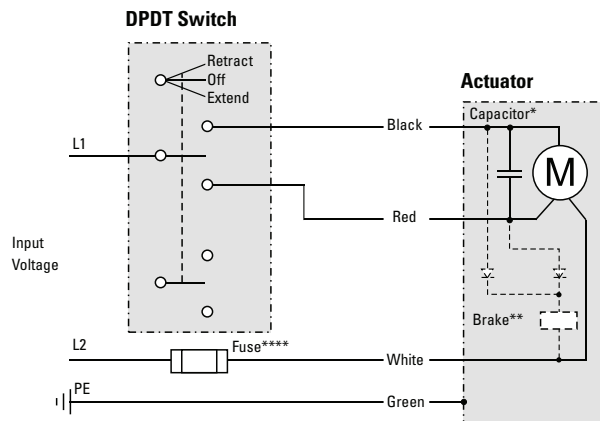 DPDT Switch
Retract
Off
Extend
Actuator
Capacitor*
Black
L1
M
Red
Input
Voltage
Brake**
L2
Fuse****
White
PE
Green